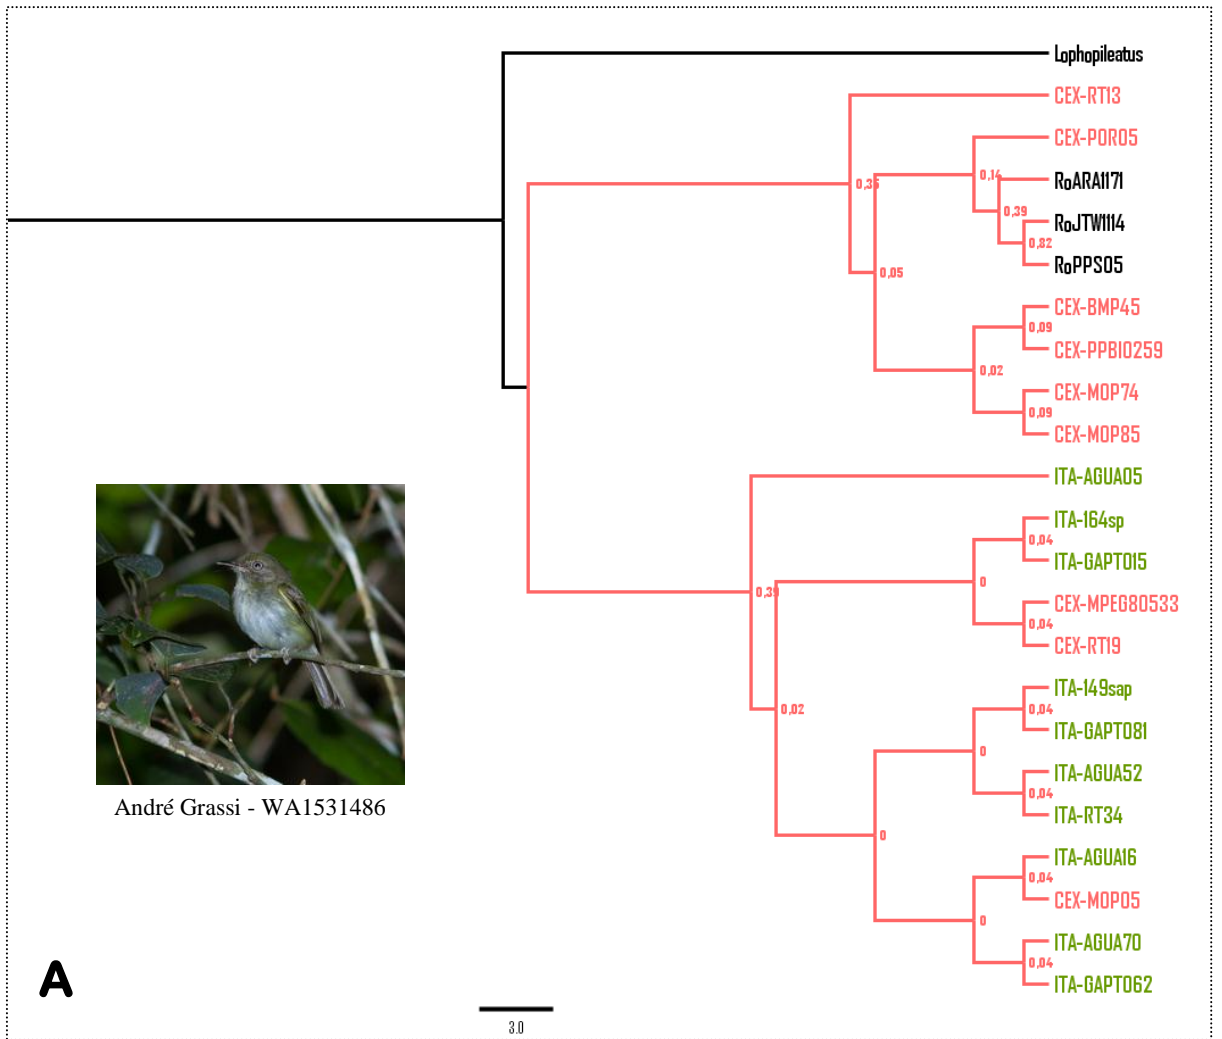 Lophopileatus
CEX-RT13
CEX-POR05
0,14
RoARA1171
0,35
0,39
RoJTW1114
0,82
RoPPS05
0,05
CEX-BMP45
0,09
CEX-PPBIO259
0,02
CEX-MOP74
0,09
CEX-MOP85
ITA-AGUA05
ITA-164sp
0,04
ITA-GAPTO15
0
0,39
CEX-MPEG80533
0,04
CEX-RT19
ITA-149sap
0,04
0,02
ITA-GAPTO81
0
ITA-AGUA52
0,04
ITA-RT34
André Grassi - WA1531486
0
ITA-AGUA16
0,04
CEX-MOP05
0
ITA-AGUA70
0,04
ITA-GAPTO62
A
3.0